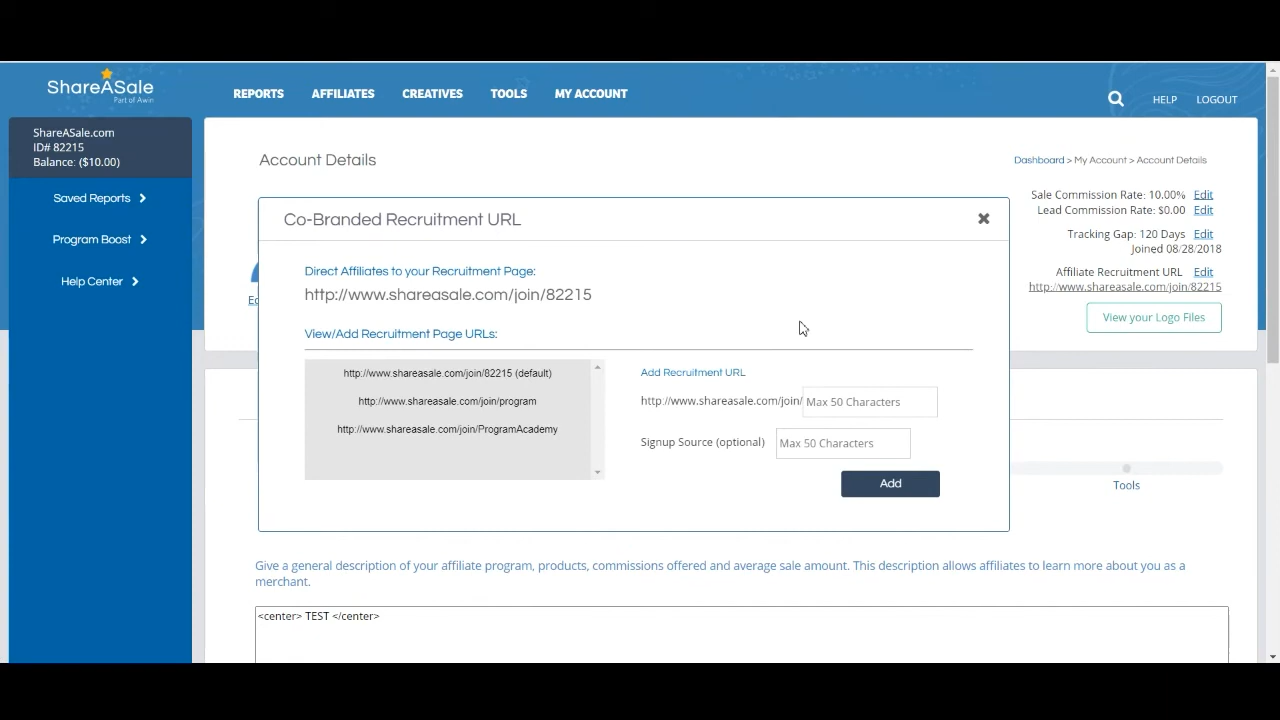 ShareASale
Part of Awin
REPORTS
AFFILIATES
CREATIVES
TOOLS
MY ACCOUNT
HELP
LOGOUT
ShareASale.com
ID# 82215
Balance: ($10.00)
Saved Reports
Program Boost
Help Center
Account Details
Dashboard > My Account > Account Details
Sale Commission Rate: 10.00% Edit
Lead Commission Rate: $0.00 Edit
Tracking Gap: 120 Days Edit
Joined 08/28/2018
Affiliate Recruitment URL Edit
http://www.shareasale.com/join/82215
View your Logo Files
Co-Branded Recruitment URL
Direct Affiliates to your Recruitment Page:
http://www.shareasale.com/join/82215
View/Add Recruitment Page URLs:
http://www.shareasale.com/join/82215 (default)
http://www.shareasale.com/join/program
http://www.shareasale.com/join/ProgramAcademy
Add Recruitment URL
http://www.shareasale.com/join/ Max 50 Characters
Signup Source (optional) Max 50 Characters
Add
Tools
Give a general description of your affiliate program, products, commissions offered and average sale amount. This description allows affiliates to learn more about you as a
merchant.
<center> TEST </center>